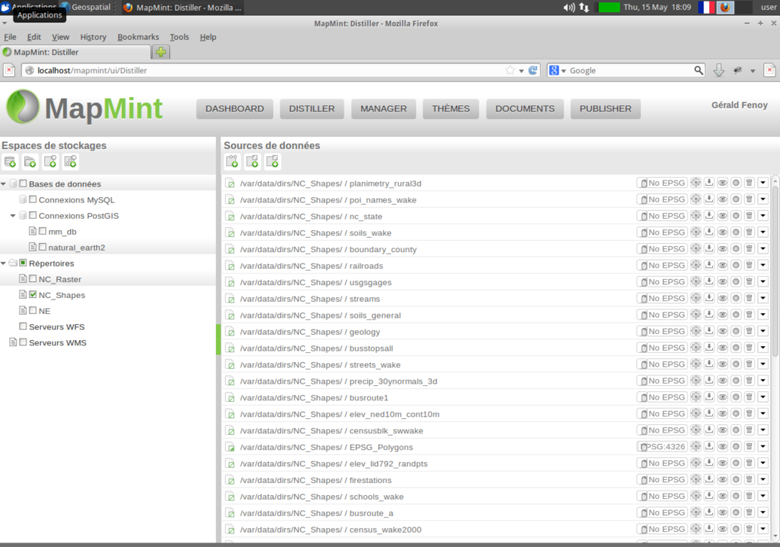 Applications Geospatial MapMint: Distiller - Mozilla ... Thu, 15 May 18:09 user
Applications
MapMint: Distiller - Mozilla Firefox
File Edit View History Bookmarks Tools Help
MapMint: Distiller
localhost/mapmint/ui/Distiller Google
MapMint DASHBOARD DISTILLER MANAGER THÈMES DOCUMENTS PUBLISHER Gérald Fenoy
Espaces de stockages
Bases de données
Connexions MySQL
Connexions PostGIS
mm_db
natural_earth2
Répertoires
NC_Raster
NC_Shapes
NE
Serveurs WFS
Serveurs WMS
Sources de données
/var/data/dirs/NC_Shapes/ / planimetry_rural3d No EPSG
/var/data/dirs/NC_Shapes/ / poi_names_wake No EPSG
/var/data/dirs/NC_Shapes/ / nc_state No EPSG
/var/data/dirs/NC_Shapes/ / soils_wake No EPSG
/var/data/dirs/NC_Shapes/ / boundary_county No EPSG
/var/data/dirs/NC_Shapes/ / railroads No EPSG
/var/data/dirs/NC_Shapes/ / usgsgages No EPSG
/var/data/dirs/NC_Shapes/ / streams No EPSG
/var/data/dirs/NC_Shapes/ / soils_general No EPSG
/var/data/dirs/NC_Shapes/ / geology No EPSG
/var/data/dirs/NC_Shapes/ / busstopsall No EPSG
/var/data/dirs/NC_Shapes/ / streets_wake No EPSG
/var/data/dirs/NC_Shapes/ / precip_30ynormals_3d No EPSG
/var/data/dirs/NC_Shapes/ / busroute1 No EPSG
/var/data/dirs/NC_Shapes/ / elev_ned10m_cont10m No EPSG
/var/data/dirs/NC_Shapes/ / censusblk_swwake No EPSG
/var/data/dirs/NC_Shapes/ / EPSG_Polygons PSG:4326
/var/data/dirs/NC_Shapes/ / elev_lid792_randpts No EPSG
/var/data/dirs/NC_Shapes/ / firestations No EPSG
/var/data/dirs/NC_Shapes/ / schools_wake No EPSG
/var/data/dirs/NC_Shapes/ / busroute_a No EPSG
/var/data/dirs/NC_Shapes/ / census_wake2000 No EPSG